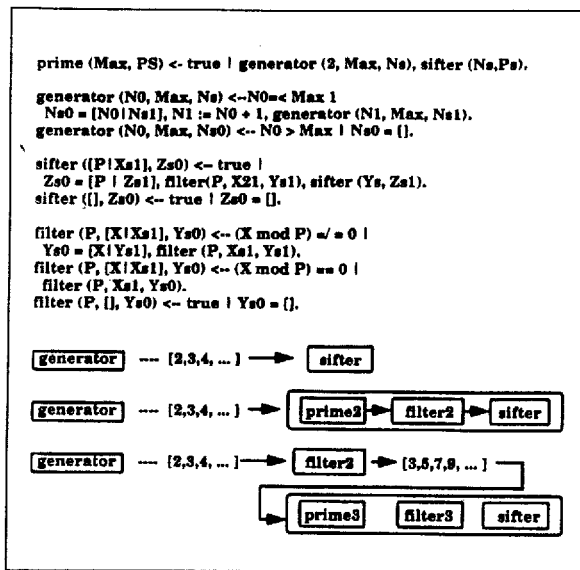 prime (Max, PS) <- true | generator (2, Max, Ns), sifter (Ns,Ps).
generator (N0, Max, Ns) <--N0=< Max 1
Ns0 = [N0|Ns1], N1 := N0 + 1, generator (N1, Max, Ns1).
generator (N0, Max, Ns0) <-- N0 > Max | Ns0 = [].
sifter ([P|Xs1], Zs0) <-- true |
Zs0 = [P | Zs1], filter(P, X21, Ys1), sifter (Ys, Zs1).
sifter ([], Zs0) <-- true | Zs0 = [].
filter (P, [X|Xs1], Ys0) <-- (X mod P) =/= 0 |
Ys0 = [X|Ys1], filter (P, Xs1, Ys1).
filter (P, [X|Xs1], Ys0) <-- (X mod P) == 0 |
filter (P, Xs1, Ys0).
filter (P, [], Ys0) <-- true | Ys0 = [].
generator ---- [2,3,4, ... ] sifter
generator ---- [2,3,4, ... ] prime2 filter2 sifter
generator ---- [2,3,4, ... ] filter2 [3,5,7,9, ... ]
prime3 filter3 sifter